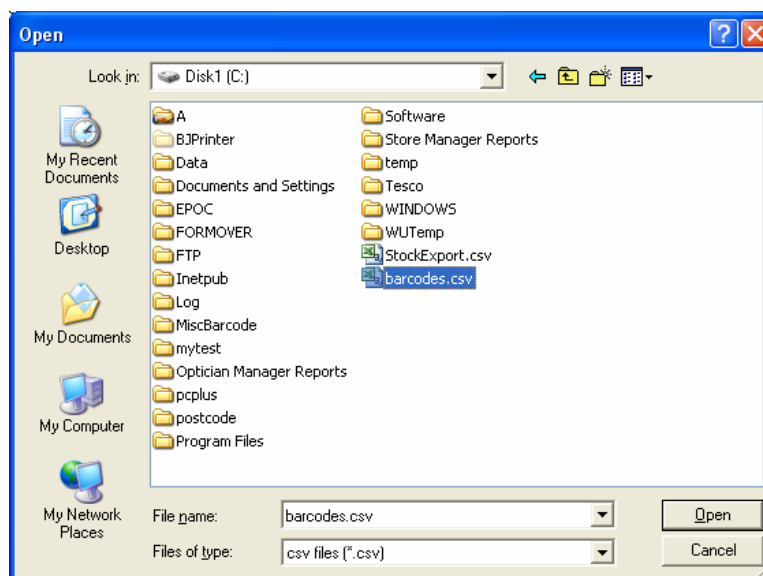 Open
Look in:
Disk1 (C:)
My Recent
Documents
Desktop
My Documents
My Computer
My Network
Places
A
BJPrinter
Data
Documents and Settings
EPOC
FORMOVER
FTP
Inetpub
Log
MiscBarcode
mytest
Optician Manager Reports
pcplus
postcode
Program Files
Software
Store Manager Reports
temp
Tesco
WINDOWS
WUTemp
StockExport.csv
barcodes.csv
File name:
barcodes.csv
Open
Files of type:
csv files (*.csv)
Cancel